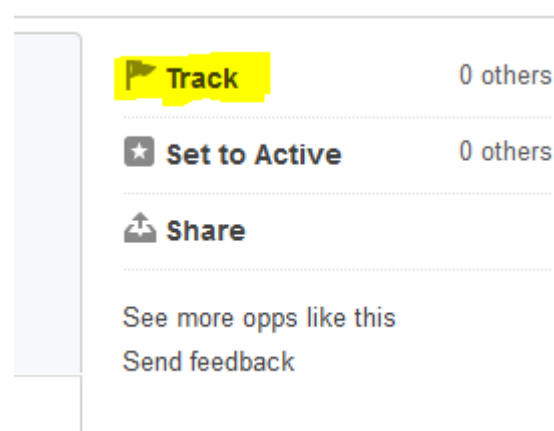 Track 0 others
Set to Active 0 others
Share
See more opps like this
Send feedback